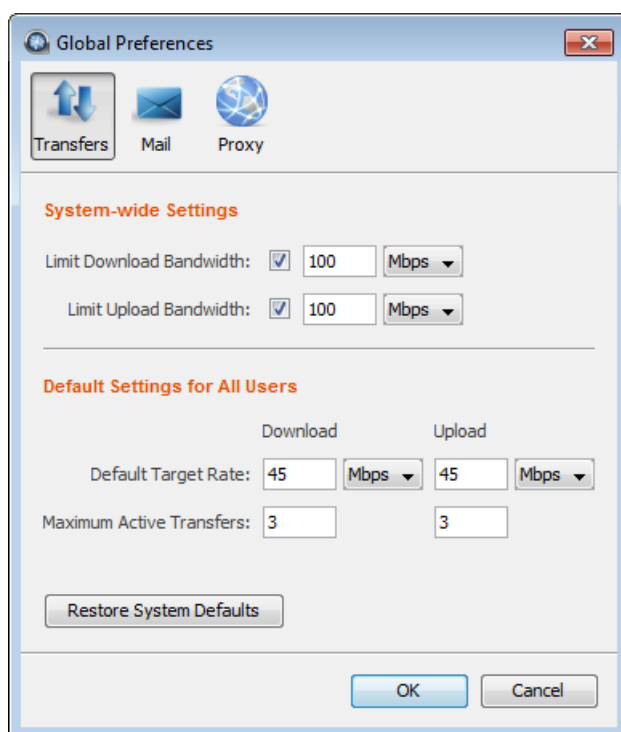 Global Preferences
Transfers Mail Proxy
System-wide Settings
Limit Download Bandwidth: 100 Mbps
Limit Upload Bandwidth: 100 Mbps
Default Settings for All Users
Download Upload
Default Target Rate: 45 Mbps 45 Mbps
Maximum Active Transfers: 3 3
Restore System Defaults
OK Cancel